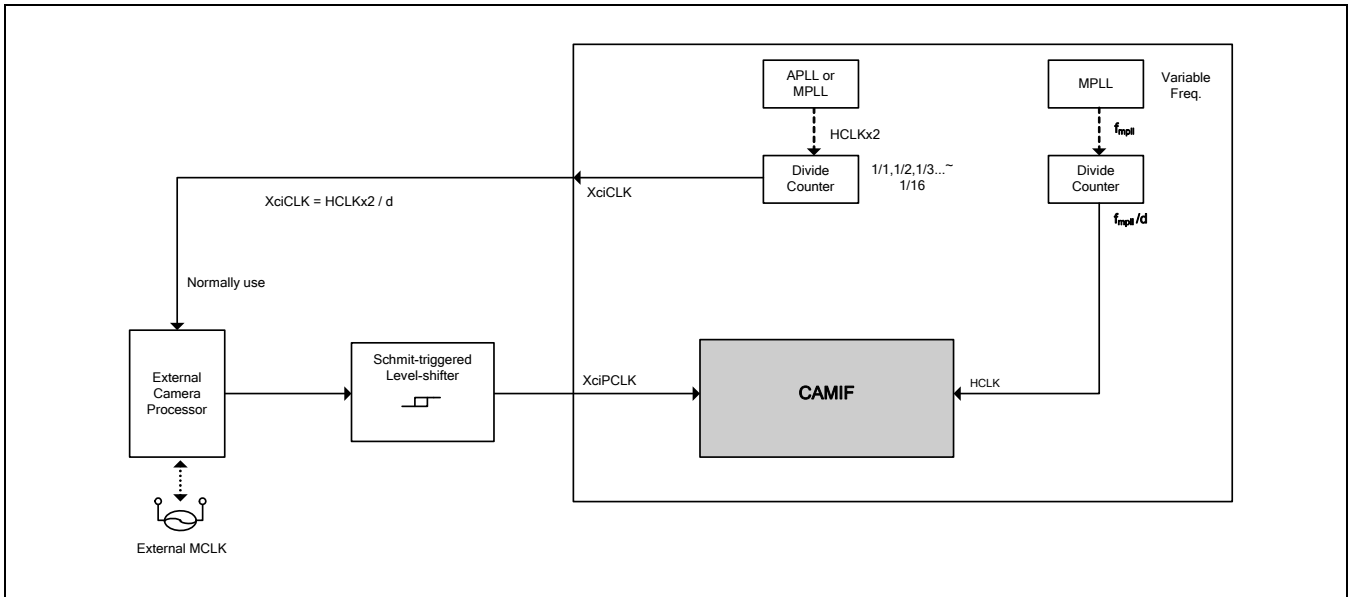 APLL or
MPLL
MPLL
Variable
Freq.
HCLKx2
fmpll
Divide
Counter
1/1,1/2,1/3...~
1/16
Divide
Counter
XciCLK
XciCLK = HCLKx2 / d
fmpll /d
Normally use
External
Camera
Processor
Schmit-triggered
Level-shifter
XciPCLK
CAMIF
HCLK
External MCLK